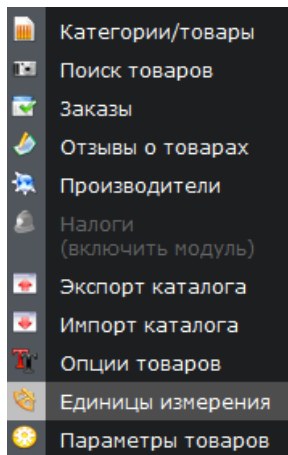 Категории/товары
Поиск товаров
Заказы
Отзывы о товарах
Производители
Налоги
(включить модуль)
Экспорт каталога
Импорт каталога
Опции товаров
Единицы измерения
Параметры товаров